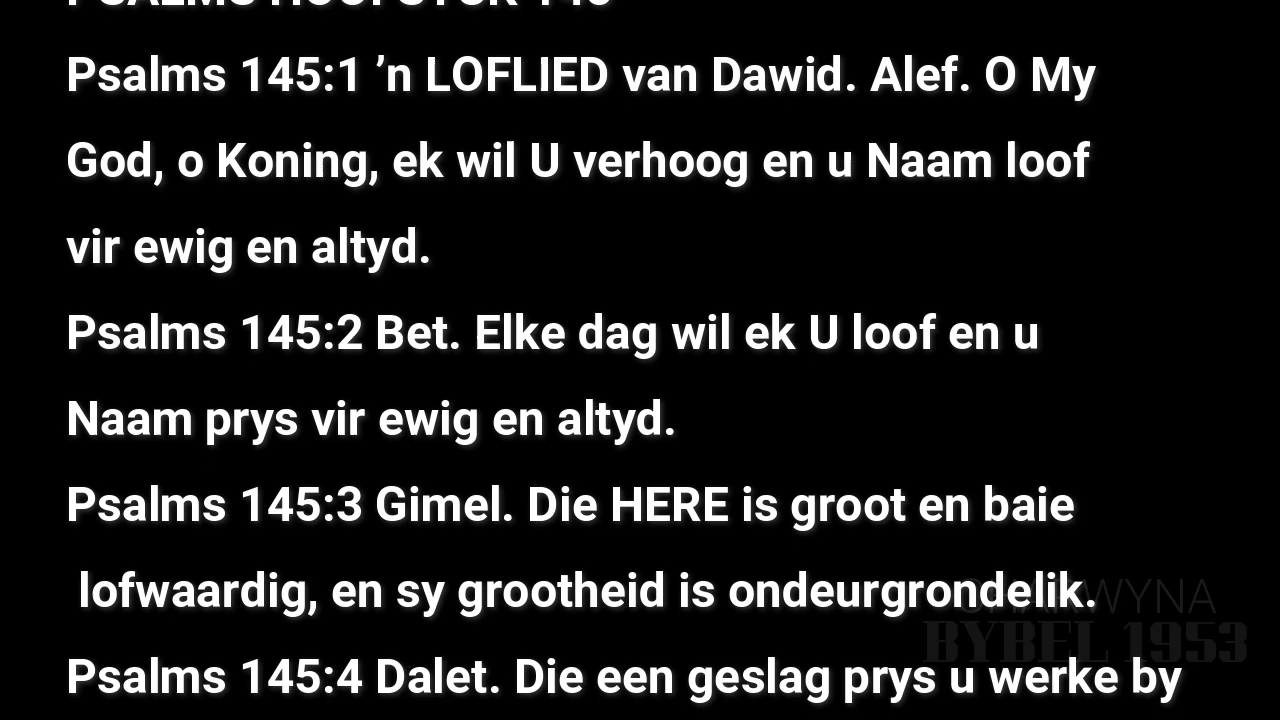 Psalms 145:1 ’n LOFLIED van Dawid. Alef. O My
God, o Koning, ek wil U verhoog en u Naam loof
vir ewig en altyd.
Psalms 145:2 Bet. Elke dag wil ek U loof en u
Naam prys vir ewig en altyd.
Psalms 145:3 Gimel. Die HERE is groot en baie
lofwaardig, en sy grootheid is ondeurgrondelik.
Psalms 145:4 Dalet. Die een geslag prys u werke by
BYBEL 1953